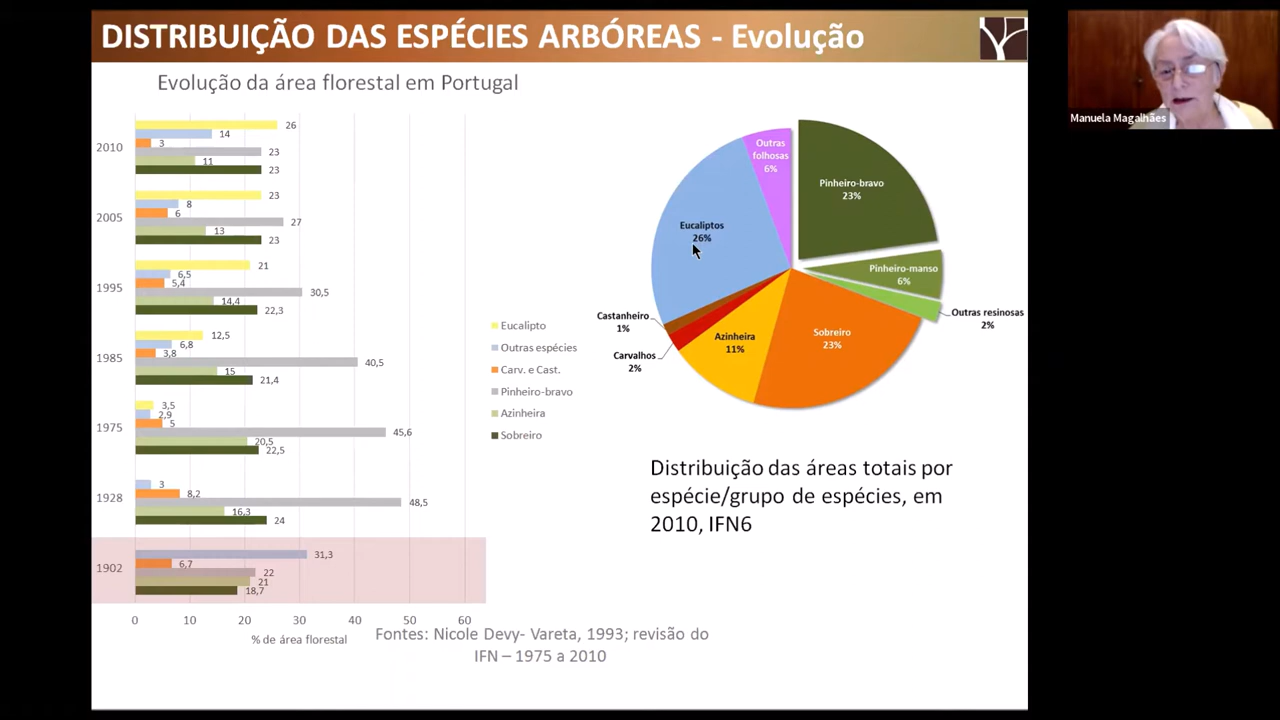 DISTRIBUIÇÃO DAS ESPÉCIES ARBÓREAS - Evolução
Manuela Magalhães
Evolução da área florestal em Portugal
2010
26
14
3
23
11
23
2005
23
8
6
27
13
23
1995
21
6,5
5,4
30,5
14,4
22,3
1985
12,5
6,8
3,8
40,5
15
21,4
1975
3,5
2,9
5
45,6
20,5
22,5
1928
3
8,2
48,5
16,3
24
1902
31,3
6,7
22
21
18,7
0 10 20 30 40 50 60
% de área florestal
Eucalipto
Outras espécies
Carv. e Cast.
Pinheiro-bravo
Azinheira
Sobreiro
Outras
folhosas
6%
Pinheiro-bravo
23%
Eucaliptos
26%
Pinheiro-manso
6%
Outras resinosas
2%
Castanheiro
1%
Carvalhos
2%
Azinheira
11%
Sobreiro
23%
Distribuição das áreas totais por
espécie/grupo de espécies, em
2010, IFN6
Fontes: Nicole Devy- Vareta, 1993; revisão do
IFN – 1975 a 2010